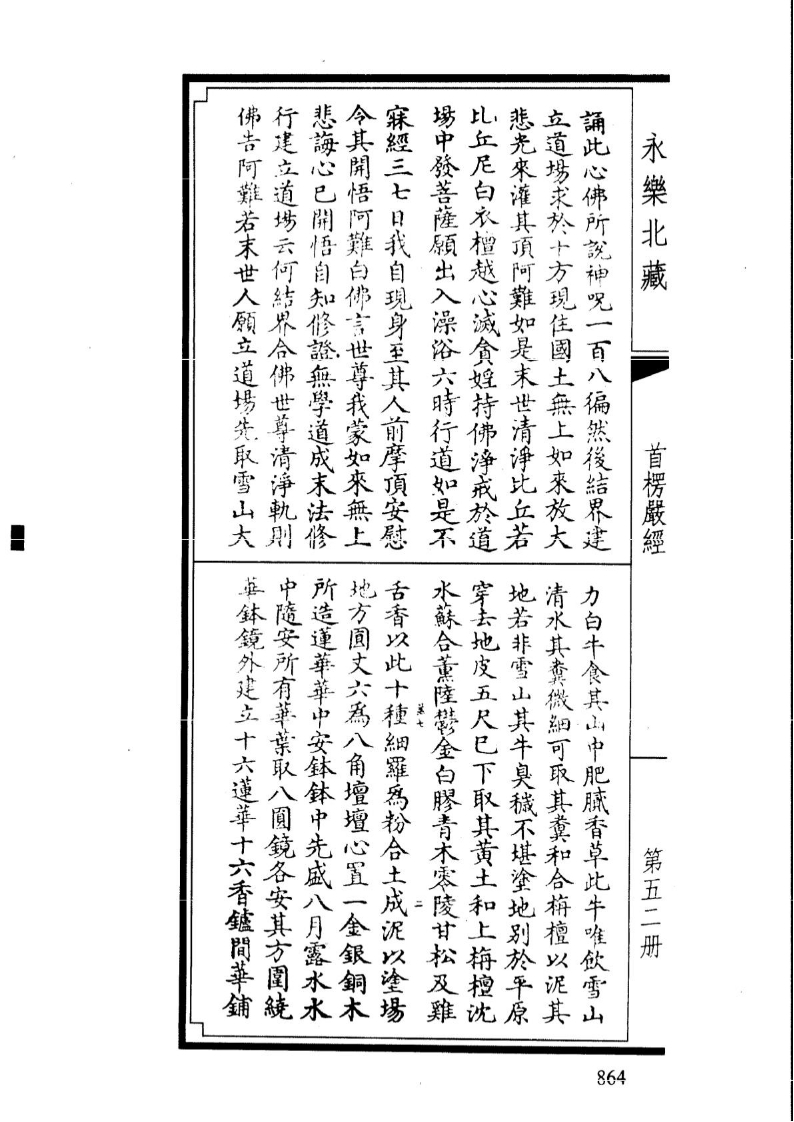 永樂北藏
首楞嚴經
第五二册
誦此心佛所說神呪一百八徧然後結界建
立道場求於十方現住國土無上如來放大
悲光來灌其頂阿難如是末世清淨比丘若
比丘尼白衣檀越心滅貪婬持佛淨戒於道
場中發菩薩願出入澡浴六時行道如是不
寐經三七日我自現身至其人前摩頂安慰
令其開悟阿難白佛言世尊我蒙如來無上
悲誨心已開悟自知修證無學道成末法修
行建立道場云何結界合佛世尊清淨軌則
佛告阿難若末世人願立道場先取雪山大
力白牛食其山中肥膩香草此牛唯飲雪山
清水其糞微細可取其糞和合栴檀以泥其
地若非雪山其牛臭穢不堪塗地別於平原
穿去地皮五尺已下取其黃土和上栴檀沈
水蘇合薰陸鬱金白膠青木零陵甘松及雞
卷七
二
舌香以此十種細羅爲粉合土成泥以塗場
地方圓丈六爲八角壇壇心置一金銀銅木
所造蓮華華中安鉢鉢中先盛八月露水水
中隨安所有華葉取八圓鏡各安其方圍繞
華鉢鏡外建立十六蓮華十六香鑪間華鋪
864